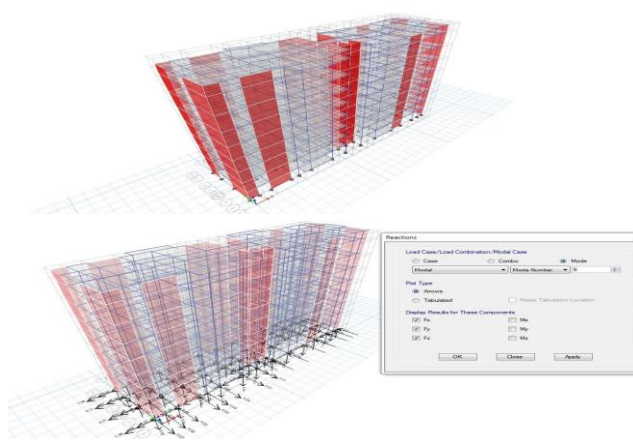 Reactions
Load Case/Load Combination/Modal Case
Case Combo Mode
Modal Mode Number 6
Plot Type
Arrows
Tabulated Reset Tabulation Location
Display Results for These Components
Fx Mx
Fy My
Fz Mz
OK Close Apply